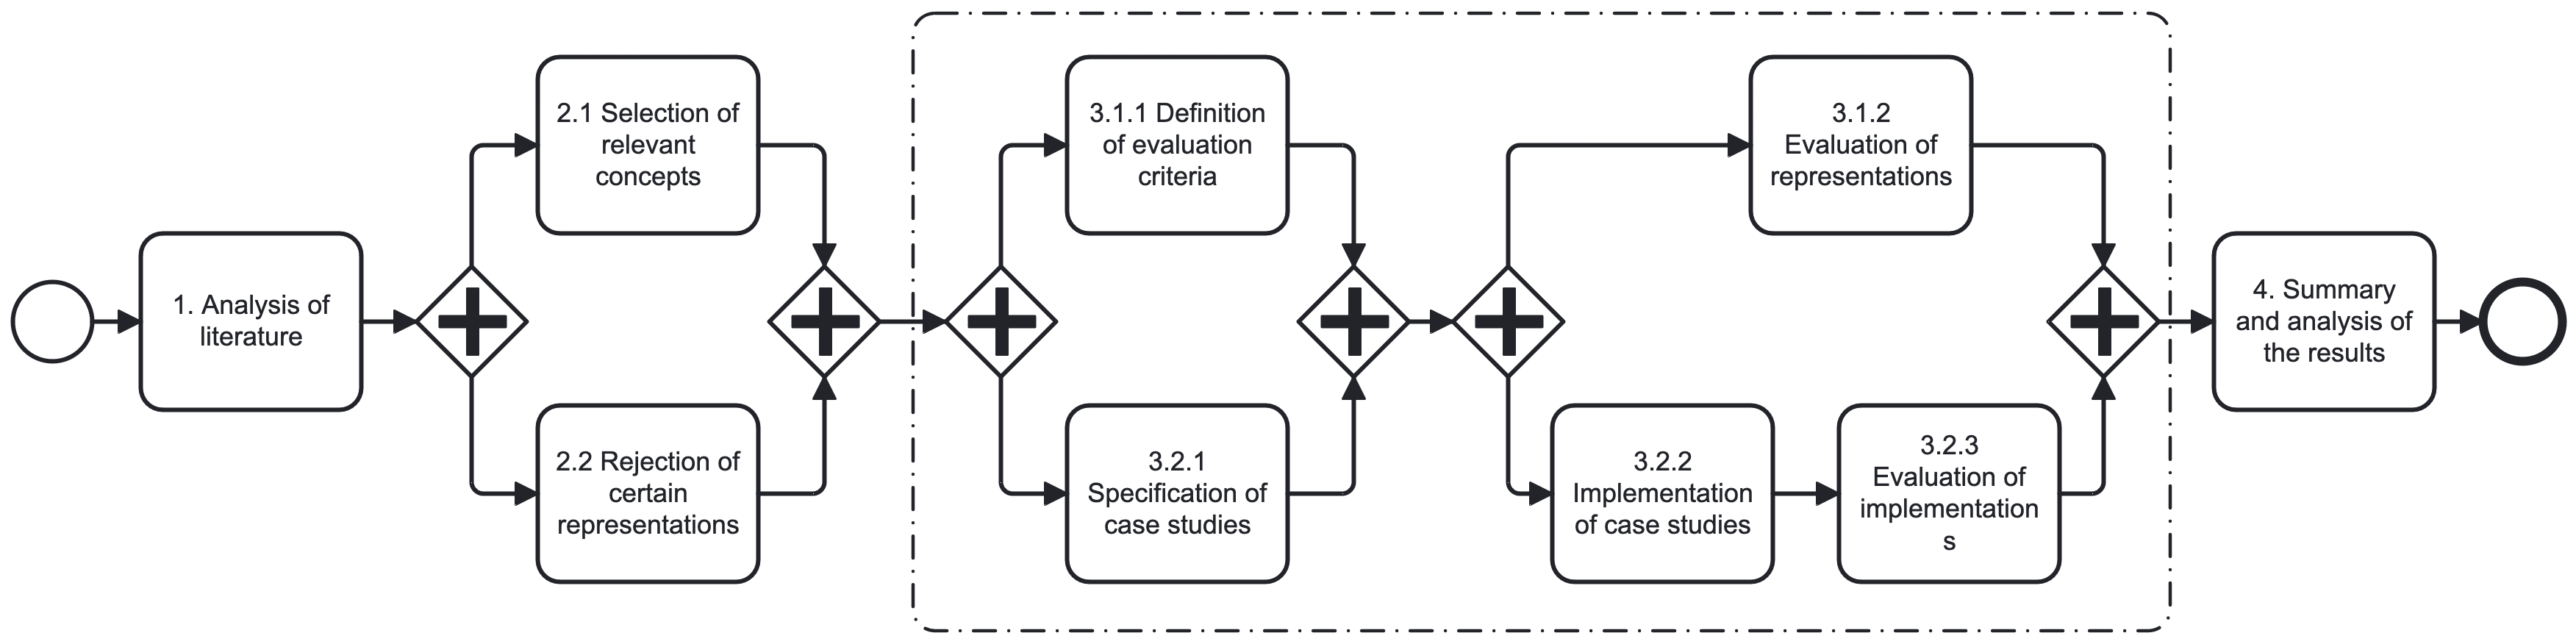 1. Analysis of
literature
2.1 Selection of
relevant
concepts
2.2 Rejection of
certain
representations
3.1.1 Definition
of evaluation
criteria
3.2.1
Specification of
case studies
3.1.2
Evaluation of
representations
3.2.2
Implementation
of case studies
3.2.3
Evaluation of
implementation
s
4. Summary
and analysis of
the results